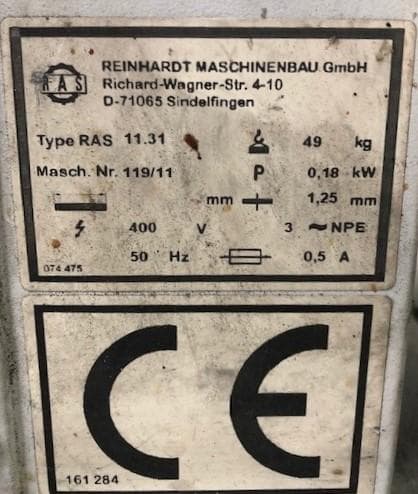 RAS
REINHARDT MASCHINENBAU GmbH
Richard-Wagner-Str. 4-10
D-71065 Sindelfingen
Type RAS 11.31 49 kg
Masch. Nr. 119/11 P 0,18 kW
mm 1,25 mm
400 V 3 ~ NPE
50 Hz 0,5 A
074 475
CE
161 284